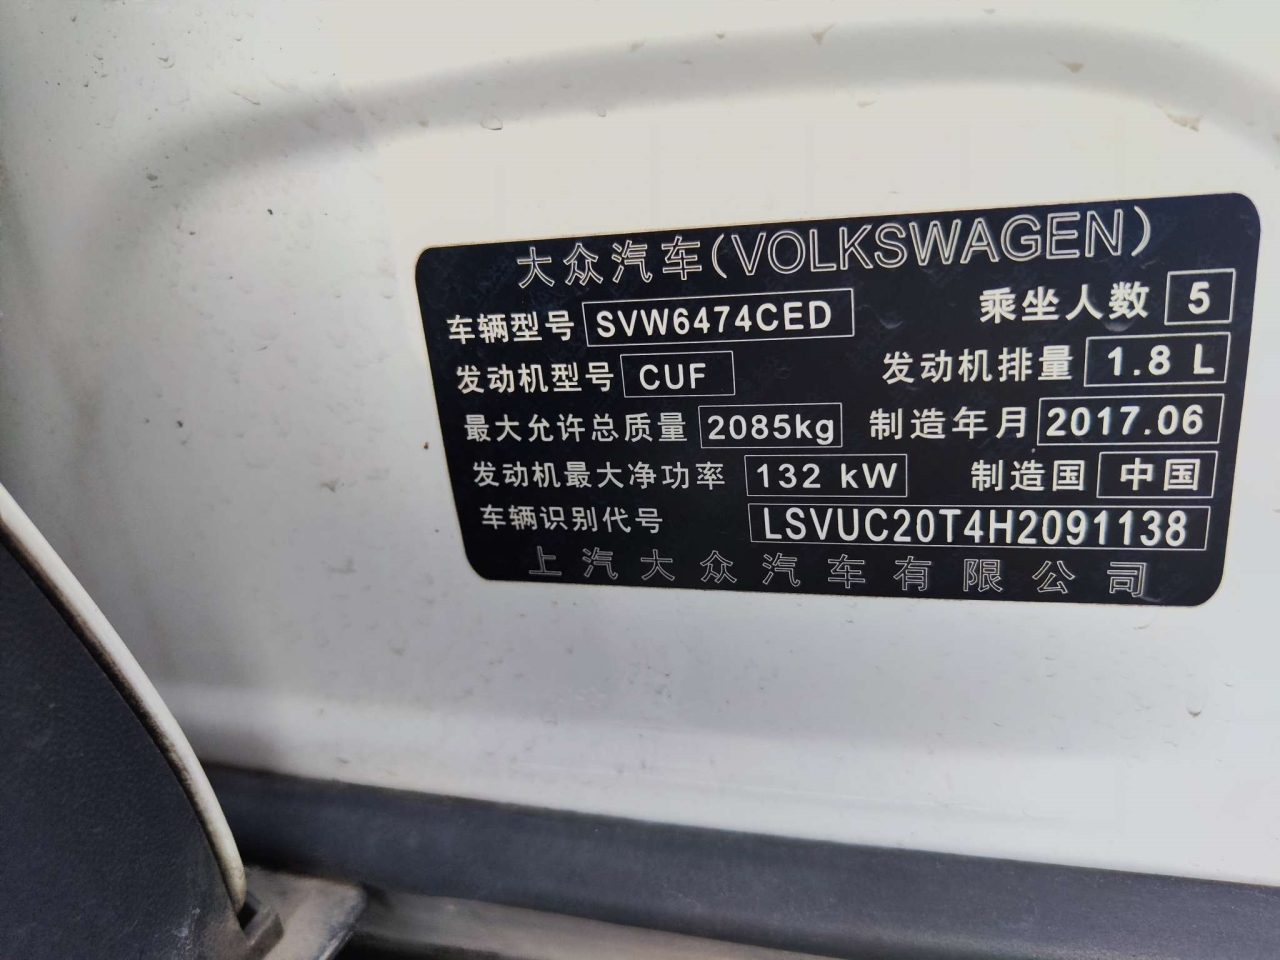 大众汽车(VOLKSWAGEN)
车辆型号 SVW6474CED 乘坐人数 5
发动机型号 CUF 发动机排量 1.8 L
最大允许总质量 2085kg 制造年月 2017.06
发动机最大净功率 132 kW 制造国 中国
车辆识别代号 LSVUC20T4H2091138
上汽大众汽车有限公司